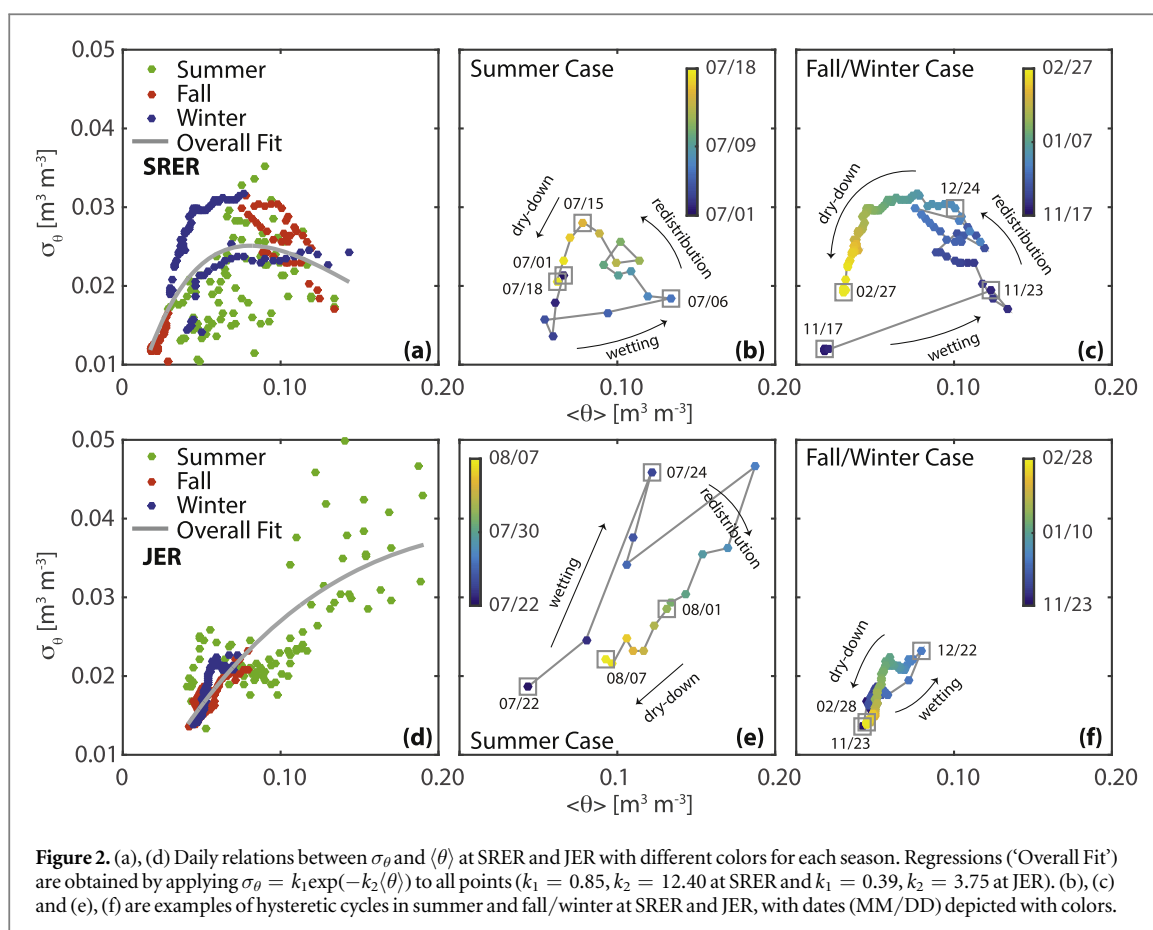 0.05
0.04
0.03
0.02
0.01
σθ [m³ m⁻³]
Summer
Fall
Winter
Overall Fit
SRER
(a)
0
0.10
0.20
Summer Case
07/18
07/09
07/01
dry-down
07/15
redistribution
07/01
07/18
07/06
wetting
(b)
0.1
0.20
<θ> [m³ m⁻³]
Fall/Winter Case
02/27
01/07
11/17
dry-down
12/24
redistribution
02/27
11/23
11/17
wetting
(c)
0.10
0.20
0.05
0.04
0.03
0.02
0.01
σθ [m³ m⁻³]
Summer
Fall
Winter
Overall Fit
JER
(d)
0
0.10
0.20
08/07
07/30
07/22
07/24
redistribution
wetting
08/01
08/07
07/22
dry-down
Summer Case
(e)
0.1
0.20
<θ> [m³ m⁻³]
Fall/Winter Case
02/28
01/10
11/23
dry-down
12/22
02/28
wetting
11/23
(f)
0.10
0.20
Figure 2. (a), (d) Daily relations between σθ and ⟨θ⟩ at SRER and JER with different colors for each season. Regressions (‘Overall Fit’)
are obtained by applying σθ = k₁exp(−k₂⟨θ⟩) to all points (k₁ = 0.85, k₂ = 12.40 at SRER and k₁ = 0.39, k₂ = 3.75 at JER). (b), (c)
and (e), (f) are examples of hysteretic cycles in summer and fall/winter at SRER and JER, with dates (MM/DD) depicted with colors.